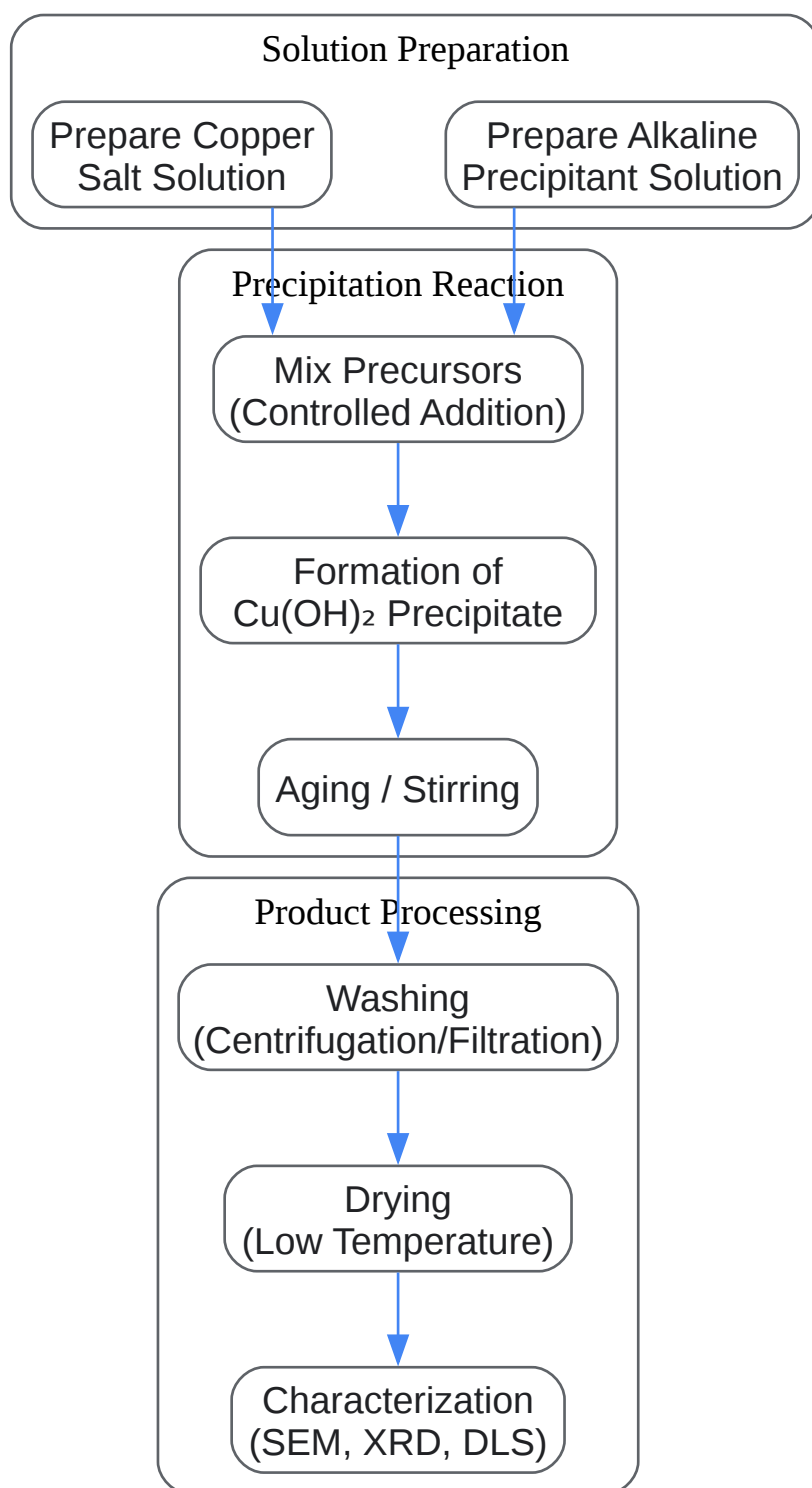 Solution Preparation
Prepare Copper
Salt Solution
Prepare Alkaline
Precipitant Solution
Precipitation Reaction
Mix Precursors
(Controlled Addition)
Formation of
Cu(OH)₂ Precipitate
Aging / Stirring
Product Processing
Washing
(Centrifugation/Filtration)
Drying
(Low Temperature)
Characterization
(SEM, XRD, DLS)